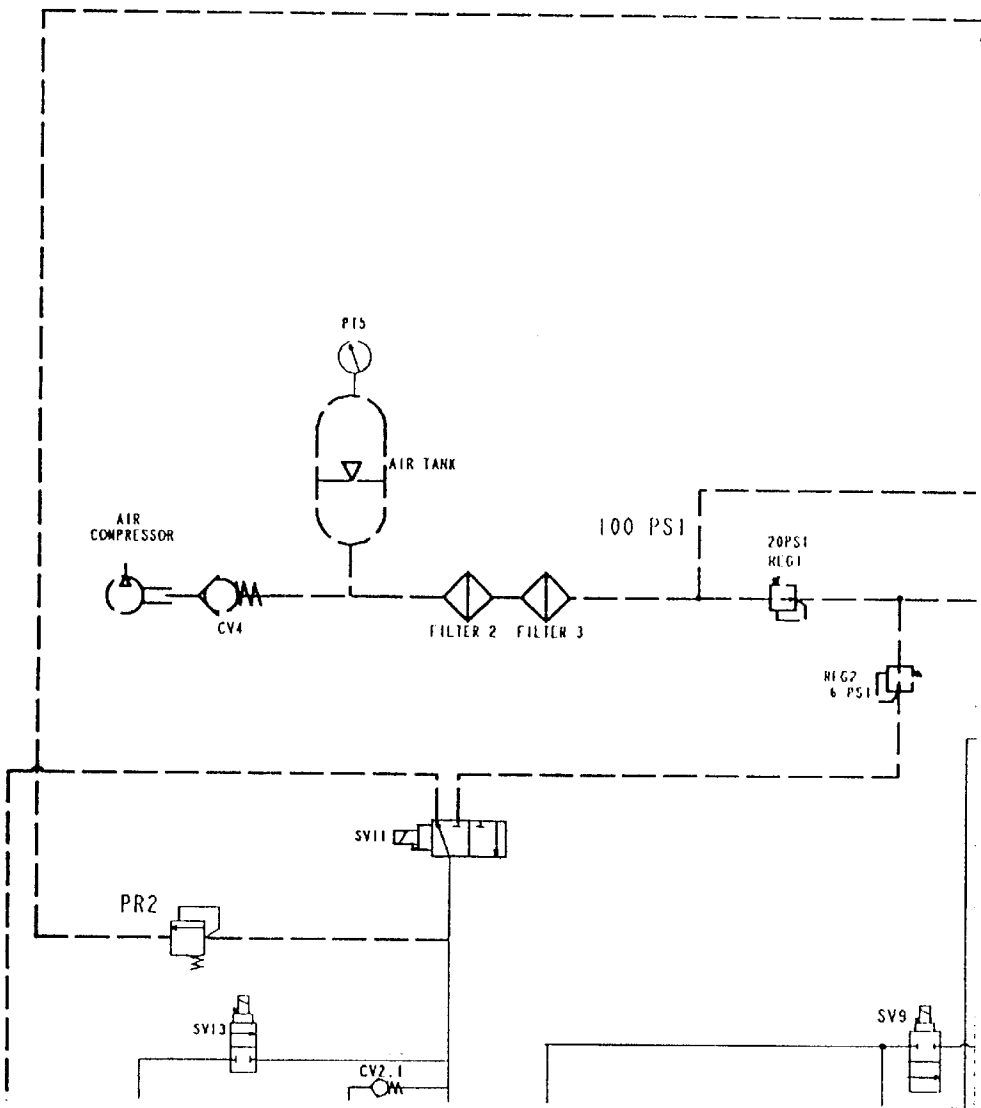 PT5
AIR TANK
AIR
COMPRESSOR
100 PSI
20PSI
REG1
CV4
FILTER 2
FILTER 3
REG2
6 PSI
SV11
PR2
SV13
SV9
CV2.1